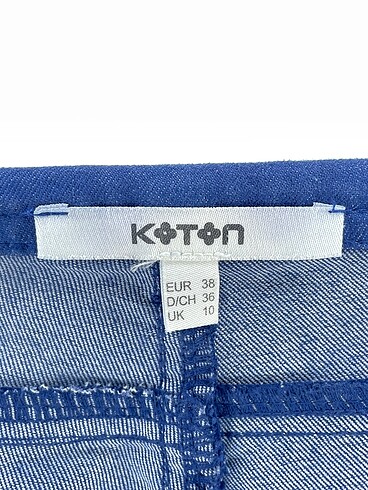 KOTON
EUR 38
D/CH 36
UK 10